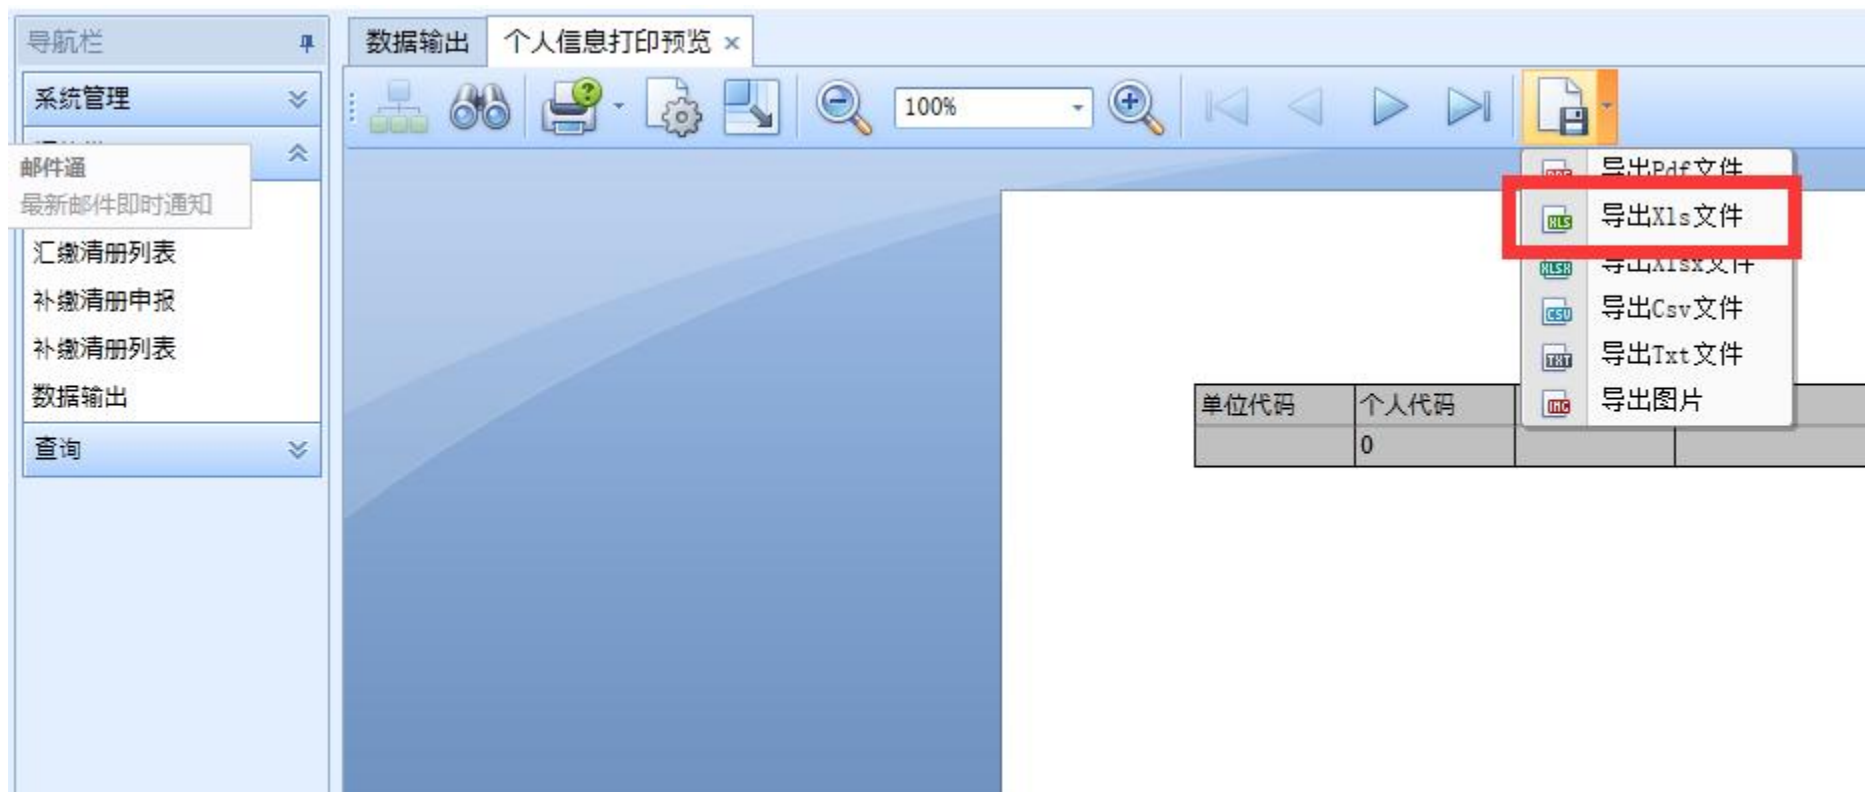 导航栏
系统管理
邮件通
最新邮件即时通知
汇缴清册列表
补缴清册申报
补缴清册列表
数据输出
查询
数据输出 个人信息打印预览
100%
导出Pdf文件
导出Xls文件
导出Xlsx文件
导出Csv文件
导出Txt文件
导出图片
XLS
XLSX
CSV
TXT
IMG
单位代码 个人代码
0